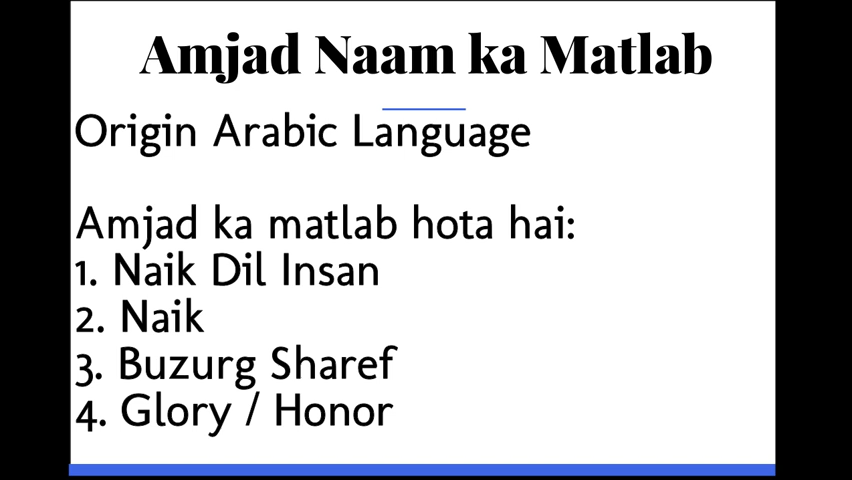 Amjad Naam ka Matlab
Origin Arabic Language
Amjad ka matlab hota hai:
1. Naik Dil Insan
2. Naik
3. Buzurg Sharef
4. Glory / Honor